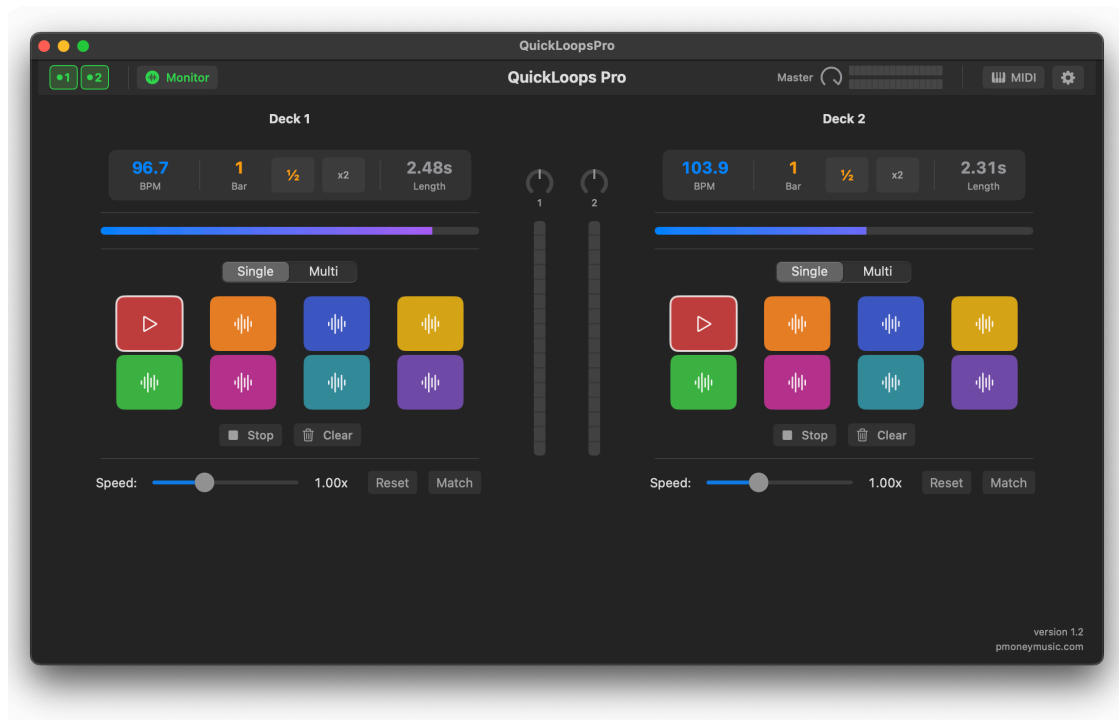 QuickLoopsPro
1 2 Monitor QuickLoops Pro Master MIDI
Deck 1 Deck 2
96.7 1 ½ x2 2.48s 103.9 1 ½ x2 2.31s
BPM Bar Length BPM Bar Length
1 2
Single Multi Single Multi
Stop Clear Stop Clear
Speed: 1.00x Reset Match Speed: 1.00x Reset Match
version 1.2
pmoneymusic.com